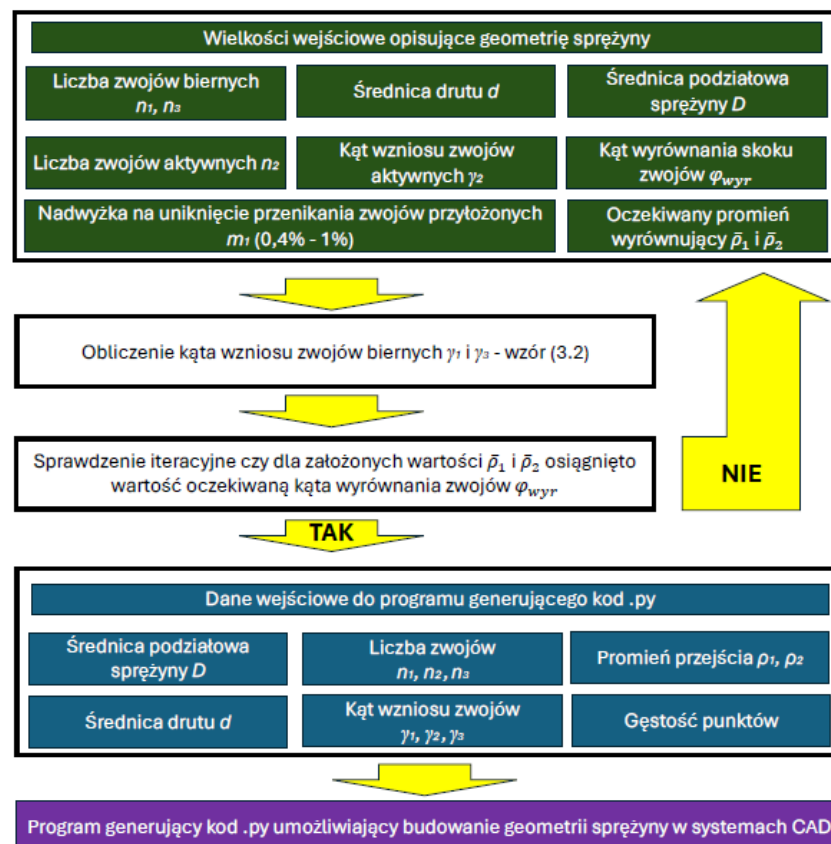 Wielkości wejściowe opisujące geometrię sprężyny
Liczba zwojów biernych
n₁, n₃
Średnica drutu d
Średnica podziałowa
sprężyny D
Liczba zwojów aktywnych n₂
Kąt wzniosu zwojów
aktywnych γ₂
Kąt wyrównania skoku
zwojów φ_wyr
Nadwyżka na uniknięcie przenikania zwojów przyłożonych
m₁ (0,4% - 1%)
Oczekiwany promień
wyrównujący ρ̄₁ i ρ̄₂
Obliczenie kąta wzniosu zwojów biernych γ₁ i γ₃ - wzór (3.2)
Sprawdzenie iteracyjne czy dla założonych wartości ρ̄₁ i ρ̄₂ osiągnięto
wartość oczekiwaną kąta wyrównania zwojów φ_wyr
NIE
TAK
Dane wejściowe do programu generującego kod .py
Średnica podziałowa
sprężyny D
Liczba zwojów
n₁, n₂, n₃
Promień przejścia ρ₁, ρ₂
Średnica drutu d
Kąt wzniosu zwojów
γ₁, γ₂, γ₃
Gęstość punktów
Program generujący kod .py umożliwiający budowanie geometrii sprężyny w systemach CAD